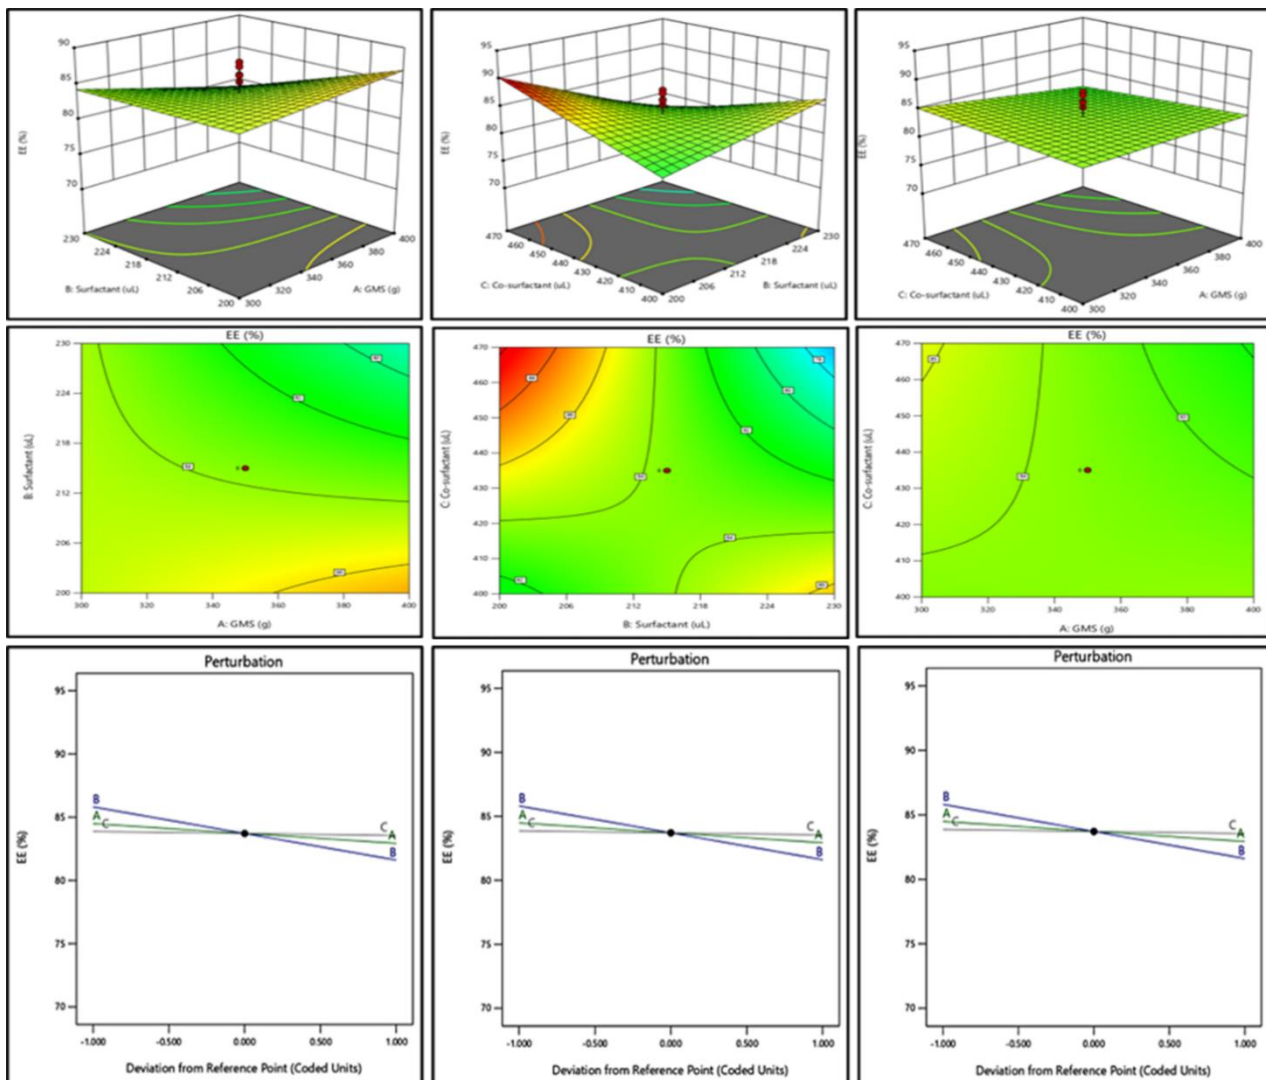 90
85
80
75
70
EE (%)
230
224
218
212
206
200
B: Surfactant (uL)
300
320
340
360
380
400
A: GMS (g)
95
90
85
80
75
70
EE (%)
470
460
450
440
430
420
410
400
C: Co-surfactant (uL)
200
206
212
218
224
230
B: Surfactant (uL)
95
90
85
80
75
70
EE (%)
470
460
450
440
430
420
410
400
C: Co-surfactant (uL)
300
320
340
360
380
400
A: GMS (g)
EE (%)
230
224
218
212
206
200
B: Surfactant (uL)
300
320
340
360
380
400
A: GMS (g)
EE (%)
470
460
450
440
430
420
410
400
C: Co-surfactant (uL)
200
206
212
218
224
230
B: Surfactant (uL)
EE (%)
470
460
450
440
430
420
410
400
C: Co-surfactant (uL)
300
320
340
360
380
400
A: GMS (g)
Perturbation
95
90
85
80
75
70
EE (%)
B
A
C
C
A
B
-1.000
-0.500
0.000
0.500
1.000
Deviation from Reference Point (Coded Units)
Perturbation
95
90
85
80
75
70
EE (%)
B
A
C
C
A
B
-1.000
-0.500
0.000
0.500
1.000
Deviation from Reference Point (Coded Units)
Perturbation
95
90
85
80
75
70
EE (%)
B
A
C
C
A
B
-1.000
-0.500
0.000
0.500
1.000
Deviation from Reference Point (Coded Units)